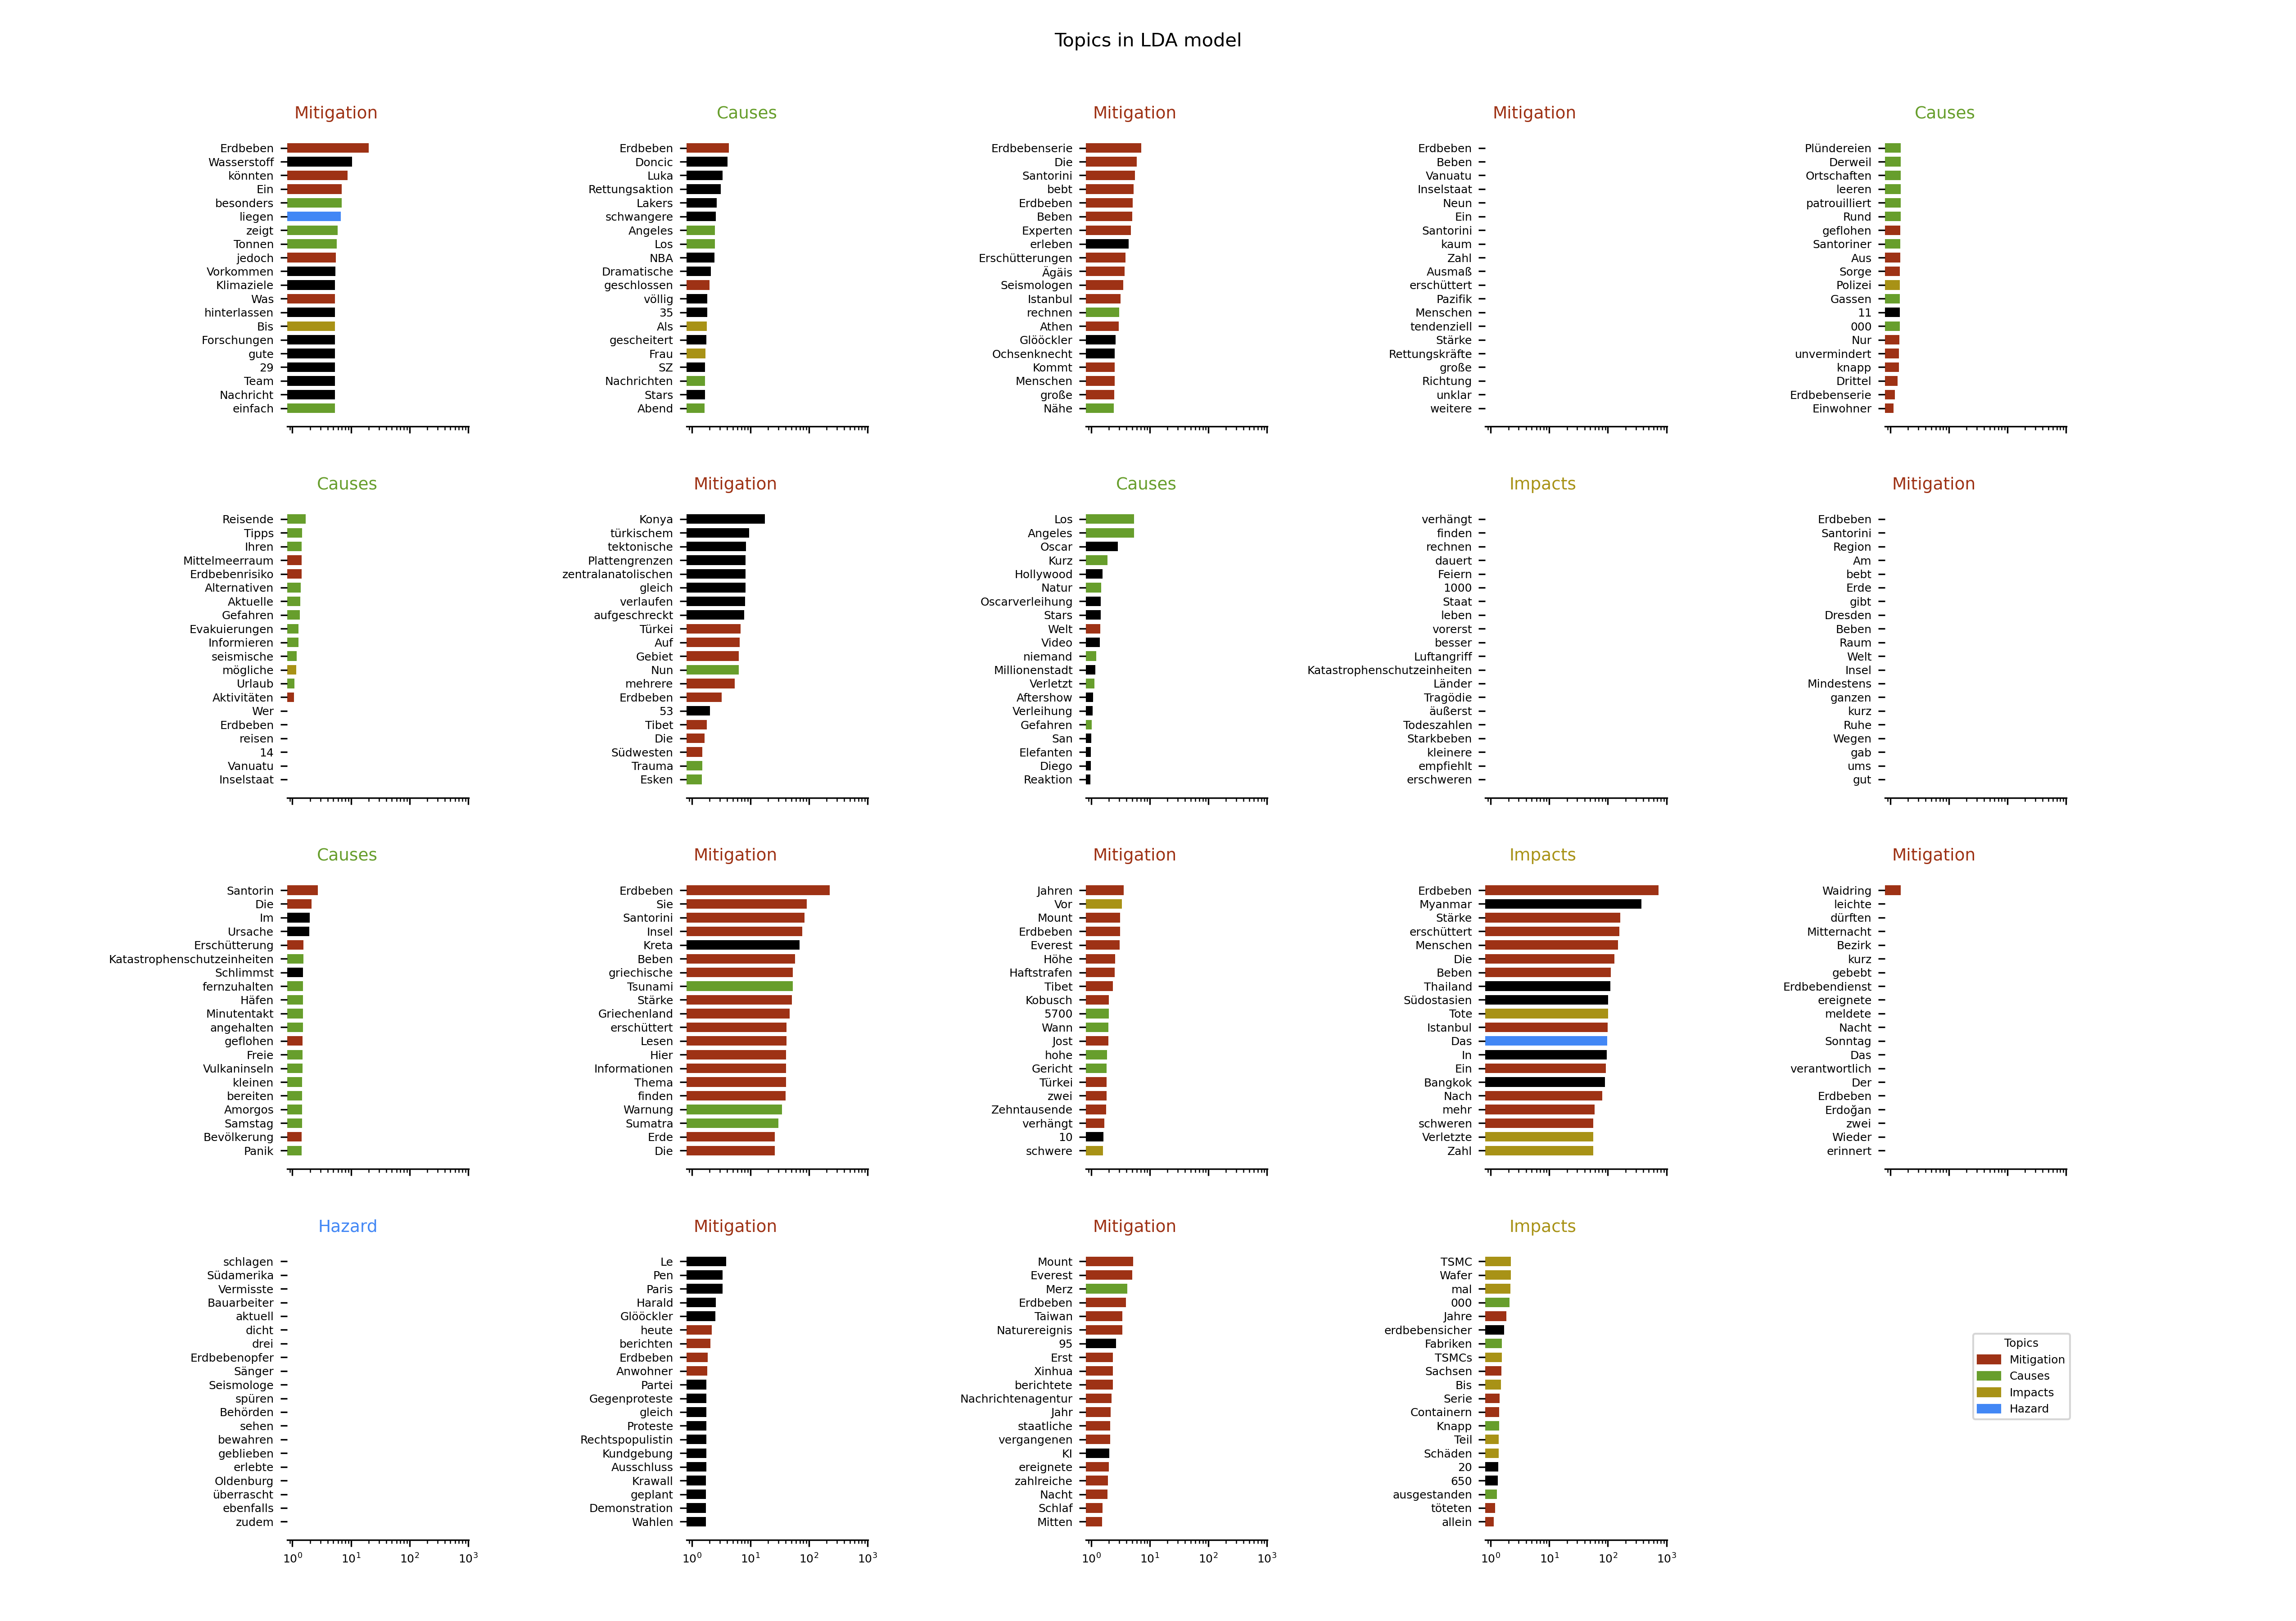 Topics in LDA model
Mitigation
Erdbeben
Wasserstoff
könnten
Ein
besonders
liegen
zeigt
Tonnen
jedoch
Vorkommen
Klimaziele
Was
hinterlassen
Bis
Forschungen
gute
29
Team
Nachricht
einfach
Causes
Erdbeben
Doncic
Luka
Rettungsaktion
Lakers
schwangere
Angeles
Los
NBA
Dramatische
geschlossen
völlig
35
Als
gescheitert
Frau
SZ
Nachrichten
Stars
Abend
Mitigation
Erdbebenserie
Die
Santorini
bebt
Erdbeben
Beben
Experten
erleben
Erschütterungen
Ägäis
Seismologen
Istanbul
rechnen
Athen
Glööckler
Ochsenknecht
Kommt
Menschen
große
Nähe
Mitigation
Erdbeben
Beben
Vanuatu
Inselstaat
Neun
Ein
Santorini
kaum
Zahl
Ausmaß
erschüttert
Pazifik
Menschen
tendenziell
Stärke
Rettungskräfte
große
Richtung
unklar
weitere
Causes
Plündereien
Derweil
Ortschaften
leeren
patrouilliert
Rund
geflohen
Santoriner
Aus
Sorge
Polizei
Gassen
11
000
Nur
unvermindert
knapp
Drittel
Erdbebenserie
Einwohner
Causes
Reisende
Tipps
Ihren
Mittelmeerraum
Erdbebenrisiko
Alternativen
Aktuelle
Gefahren
Evakuierungen
Informieren
seismische
mögliche
Urlaub
Aktivitäten
Wer
Erdbeben
reisen
14
Vanuatu
Inselstaat
Mitigation
Konya
türkischem
tektonische
Plattengrenzen
zentralanatolischen
gleich
verlaufen
aufgeschreckt
Türkei
Auf
Gebiet
Nun
mehrere
Erdbeben
53
Tibet
Die
Südwesten
Trauma
Esken
Causes
Los
Angeles
Oscar
Kurz
Hollywood
Natur
Oscarverleihung
Stars
Welt
Video
niemand
Millionenstadt
Verletzt
Aftershow
Verleihung
Gefahren
San
Elefanten
Diego
Reaktion
Impacts
verhängt
finden
rechnen
dauert
Feiern
1000
Staat
leben
vorerst
besser
Luftangriff
Katastrophenschutzeinheiten
Länder
Tragödie
äußerst
Todeszahlen
Starkbeben
kleinere
empfiehlt
erschweren
Mitigation
Erdbeben
Santorini
Region
Am
bebt
Erde
gibt
Dresden
Beben
Raum
Welt
Insel
Mindestens
ganzen
kurz
Ruhe
Wegen
gab
ums
gut
Causes
Santorin
Die
Im
Ursache
Erschütterung
Katastrophenschutzeinheiten
Schlimmst
fernzuhalten
Häfen
Minutentakt
angehalten
geflohen
Freie
Vulkaninseln
kleinen
bereiten
Amorgos
Samstag
Bevölkerung
Panik
Mitigation
Erdbeben
Sie
Santorini
Insel
Kreta
Beben
griechische
Tsunami
Stärke
Griechenland
erschüttert
Lesen
Hier
Informationen
Thema
finden
Warnung
Sumatra
Erde
Die
Mitigation
Jahren
Vor
Mount
Erdbeben
Everest
Höhe
Haftstrafen
Tibet
Kobusch
5700
Wann
Jost
hohe
Gericht
Türkei
zwei
Zehntausende
verhängt
10
schwere
Impacts
Erdbeben
Myanmar
Stärke
erschüttert
Menschen
Die
Beben
Thailand
Südostasien
Tote
Istanbul
Das
In
Ein
Bangkok
Nach
mehr
schweren
Verletzte
Zahl
Mitigation
Waidring
leichte
dürften
Mitternacht
Bezirk
kurz
gebebt
Erdbebendienst
ereignete
meldete
Nacht
Sonntag
Das
verantwortlich
Der
Erdbeben
Erdoğan
zwei
Wieder
erinnert
Hazard
schlagen
Südamerika
Vermisste
Bauarbeiter
aktuell
dicht
drei
Erdbebenopfer
Sänger
Seismologe
spüren
Behörden
sehen
bewahren
geblieben
erlebte
Oldenburg
überrascht
ebenfalls
zudem
10⁰ 10¹ 10² 10³
Mitigation
Le
Pen
Paris
Harald
Glööckler
heute
berichten
Erdbeben
Anwohner
Partei
Gegenproteste
gleich
Proteste
Rechtspopulistin
Kundgebung
Ausschluss
Krawall
geplant
Demonstration
Wahlen
10⁰ 10¹ 10² 10³
Mitigation
Mount
Everest
Merz
Erdbeben
Taiwan
Naturereignis
95
Erst
Xinhua
berichtete
Nachrichtenagentur
Jahr
staatliche
vergangenen
KI
ereignete
zahlreiche
Nacht
Schlaf
Mitten
10⁰ 10¹ 10² 10³
Impacts
TSMC
Wafer
mal
000
Jahre
erdbebensicher
Fabriken
TSMCs
Sachsen
Bis
Serie
Containern
Knapp
Teil
Schäden
20
650
ausgestanden
töteten
allein
10⁰ 10¹ 10² 10³
Topics
Mitigation
Causes
Impacts
Hazard